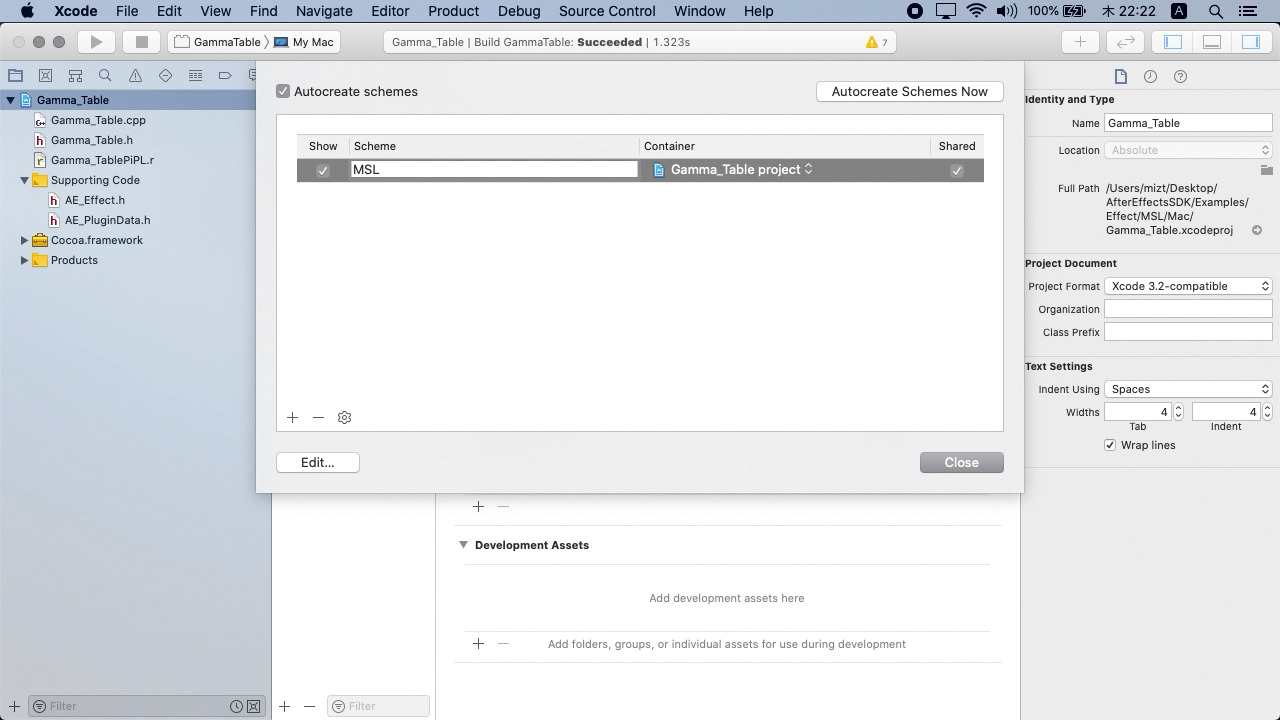 Xcode File Edit View Find Navigate Editor Product Debug Source Control Window Help 100% 木 22:22 A
GammaTable My Mac Gamma_Table | Build GammaTable: Succeeded | 1.323s 7
Gamma_Table
Gamma_Table.cpp
Gamma_Table.h
Gamma_TablePiPL.r
Supporting Code
AE_Effect.h
AE_PluginData.h
Cocoa.framework
Products
Filter
Autocreate schemes Autocreate Schemes Now
Show Scheme Container Shared
MSL Gamma_Table project
Edit... Close
Development Assets
Add development assets here
Add folders, groups, or individual assets for use during development
Filter
Identity and Type
Name Gamma_Table
Location Absolute
Full Path /Users/mizt/Desktop/
AfterEffectsSDK/Examples/
Effect/MSL/Mac/
Gamma_Table.xcodeproj
Project Document
Project Format Xcode 3.2-compatible
Organization
Class Prefix
Text Settings
Indent Using Spaces
Widths 4 4
Tab Indent
Wrap lines